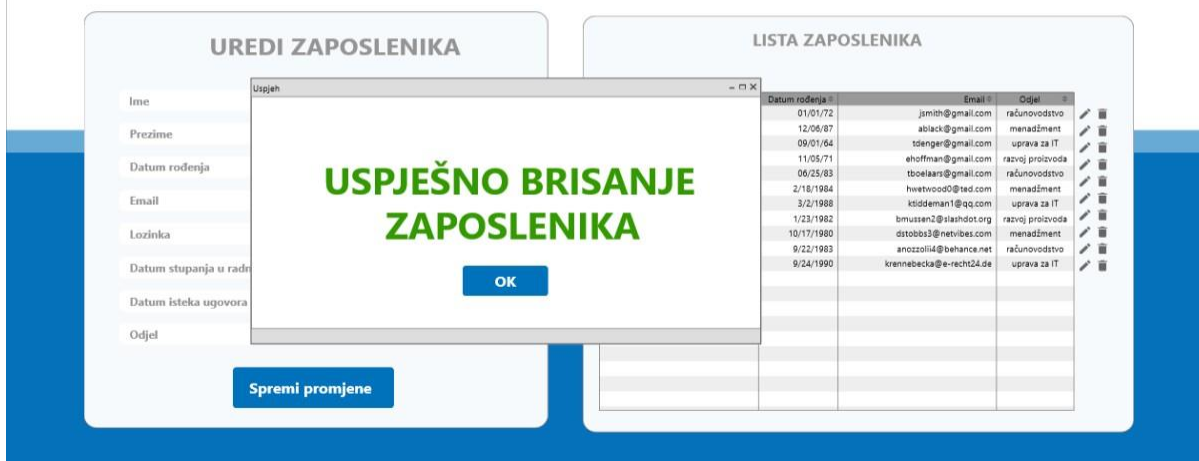 UREDI ZAPOSLENIKA
Ime
Prezime
Datum rođenja
Email
Lozinka
Datum stupanja u radn
Datum isteka ugovora
Odjel
Spremi promjene
Uspjeh
USPJEŠNO BRISANJE
ZAPOSLENIKA
OK
LISTA ZAPOSLENIKA
Datum rođenja Email Odjel
01/01/72 jsmith@gmail.com računovodstvo
12/06/87 ablack@gmail.com menadžment
09/01/64 tdenger@gmail.com uprava za IT
11/05/71 ehoffman@gmail.com razvoj proizvoda
06/25/83 tboelaars@gmail.com računovodstvo
2/18/1984 hwetwood0@ted.com menadžment
3/2/1988 ktiddeman1@qq.com uprava za IT
1/23/1982 bmussen2@slashdot.org razvoj proizvoda
10/17/1980 dstobbs3@netvibes.com menadžment
9/22/1983 anozzolii4@behance.net računovodstvo
9/24/1990 krennebecka@e-recht24.de uprava za IT